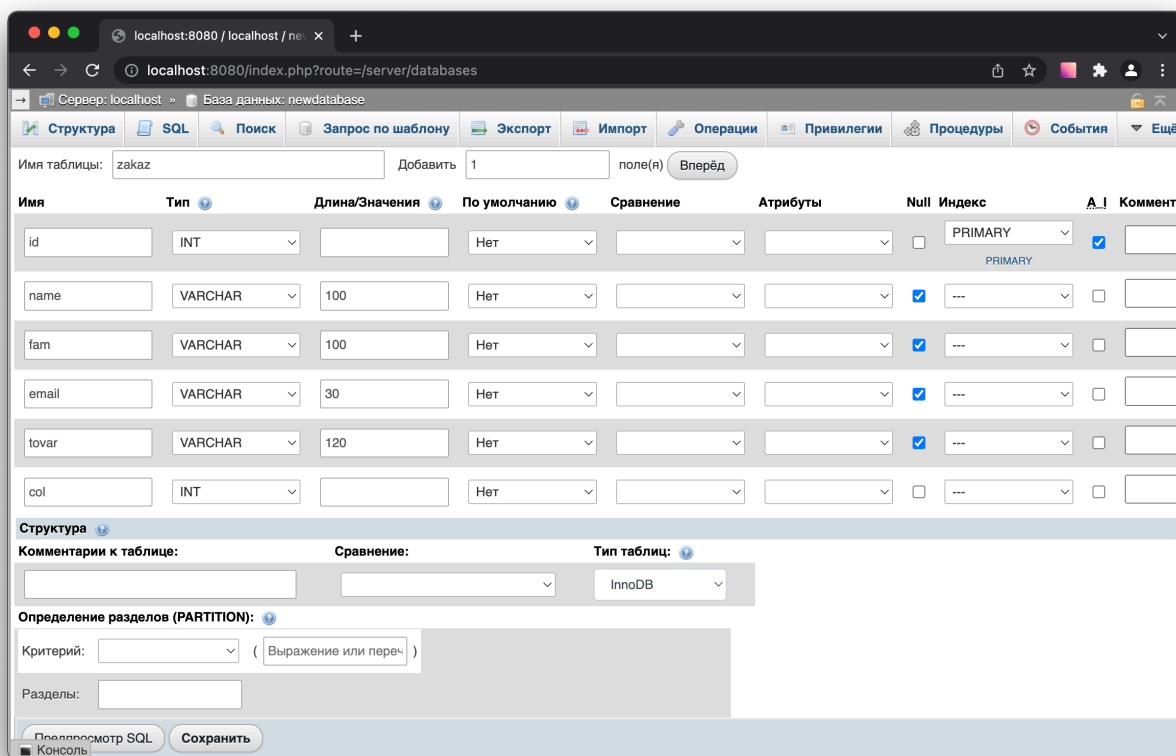 localhost:8080 / localhost / nev
localhost:8080/index.php?route=/server/databases
Сервер: localhost » База данных: newdatabase
Структура SQL Поиск Запрос по шаблону Экспорт Импорт Операции Привилегии Процедуры События Ещё
Имя таблицы: zakaz Добавить 1 поле(я) Вперёд
Имя Тип Длина/Значения По умолчанию Сравнение Атрибуты Null Индекс A_I Коммент
id INT Нет PRIMARY
PRIMARY
name VARCHAR 100 Нет ---
fam VARCHAR 100 Нет ---
email VARCHAR 30 Нет ---
tovar VARCHAR 120 Нет ---
col INT Нет ---
Структура
Комментарии к таблице: Сравнение: Тип таблиц:
InnoDB
Определение разделов (PARTITION):
Критерий: ( Выражение или переч )
Разделы:
Предпросмотр SQL Сохранить
Консоль